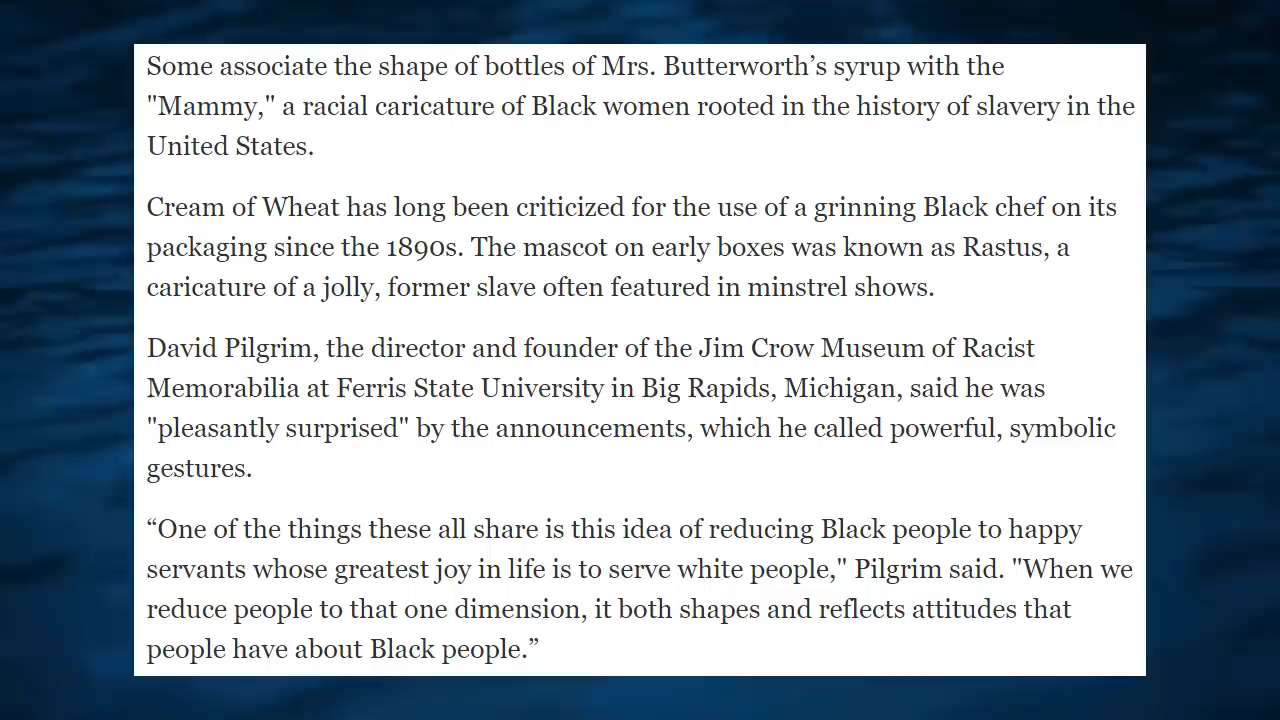 Some associate the shape of bottles of Mrs. Butterworth’s syrup with the
"Mammy," a racial caricature of Black women rooted in the history of slavery in the
United States.
Cream of Wheat has long been criticized for the use of a grinning Black chef on its
packaging since the 1890s. The mascot on early boxes was known as Rastus, a
caricature of a jolly, former slave often featured in minstrel shows.
David Pilgrim, the director and founder of the Jim Crow Museum of Racist
Memorabilia at Ferris State University in Big Rapids, Michigan, said he was
"pleasantly surprised" by the announcements, which he called powerful, symbolic
gestures.
“One of the things these all share is this idea of reducing Black people to happy
servants whose greatest joy in life is to serve white people," Pilgrim said. "When we
reduce people to that one dimension, it both shapes and reflects attitudes that
people have about Black people.”